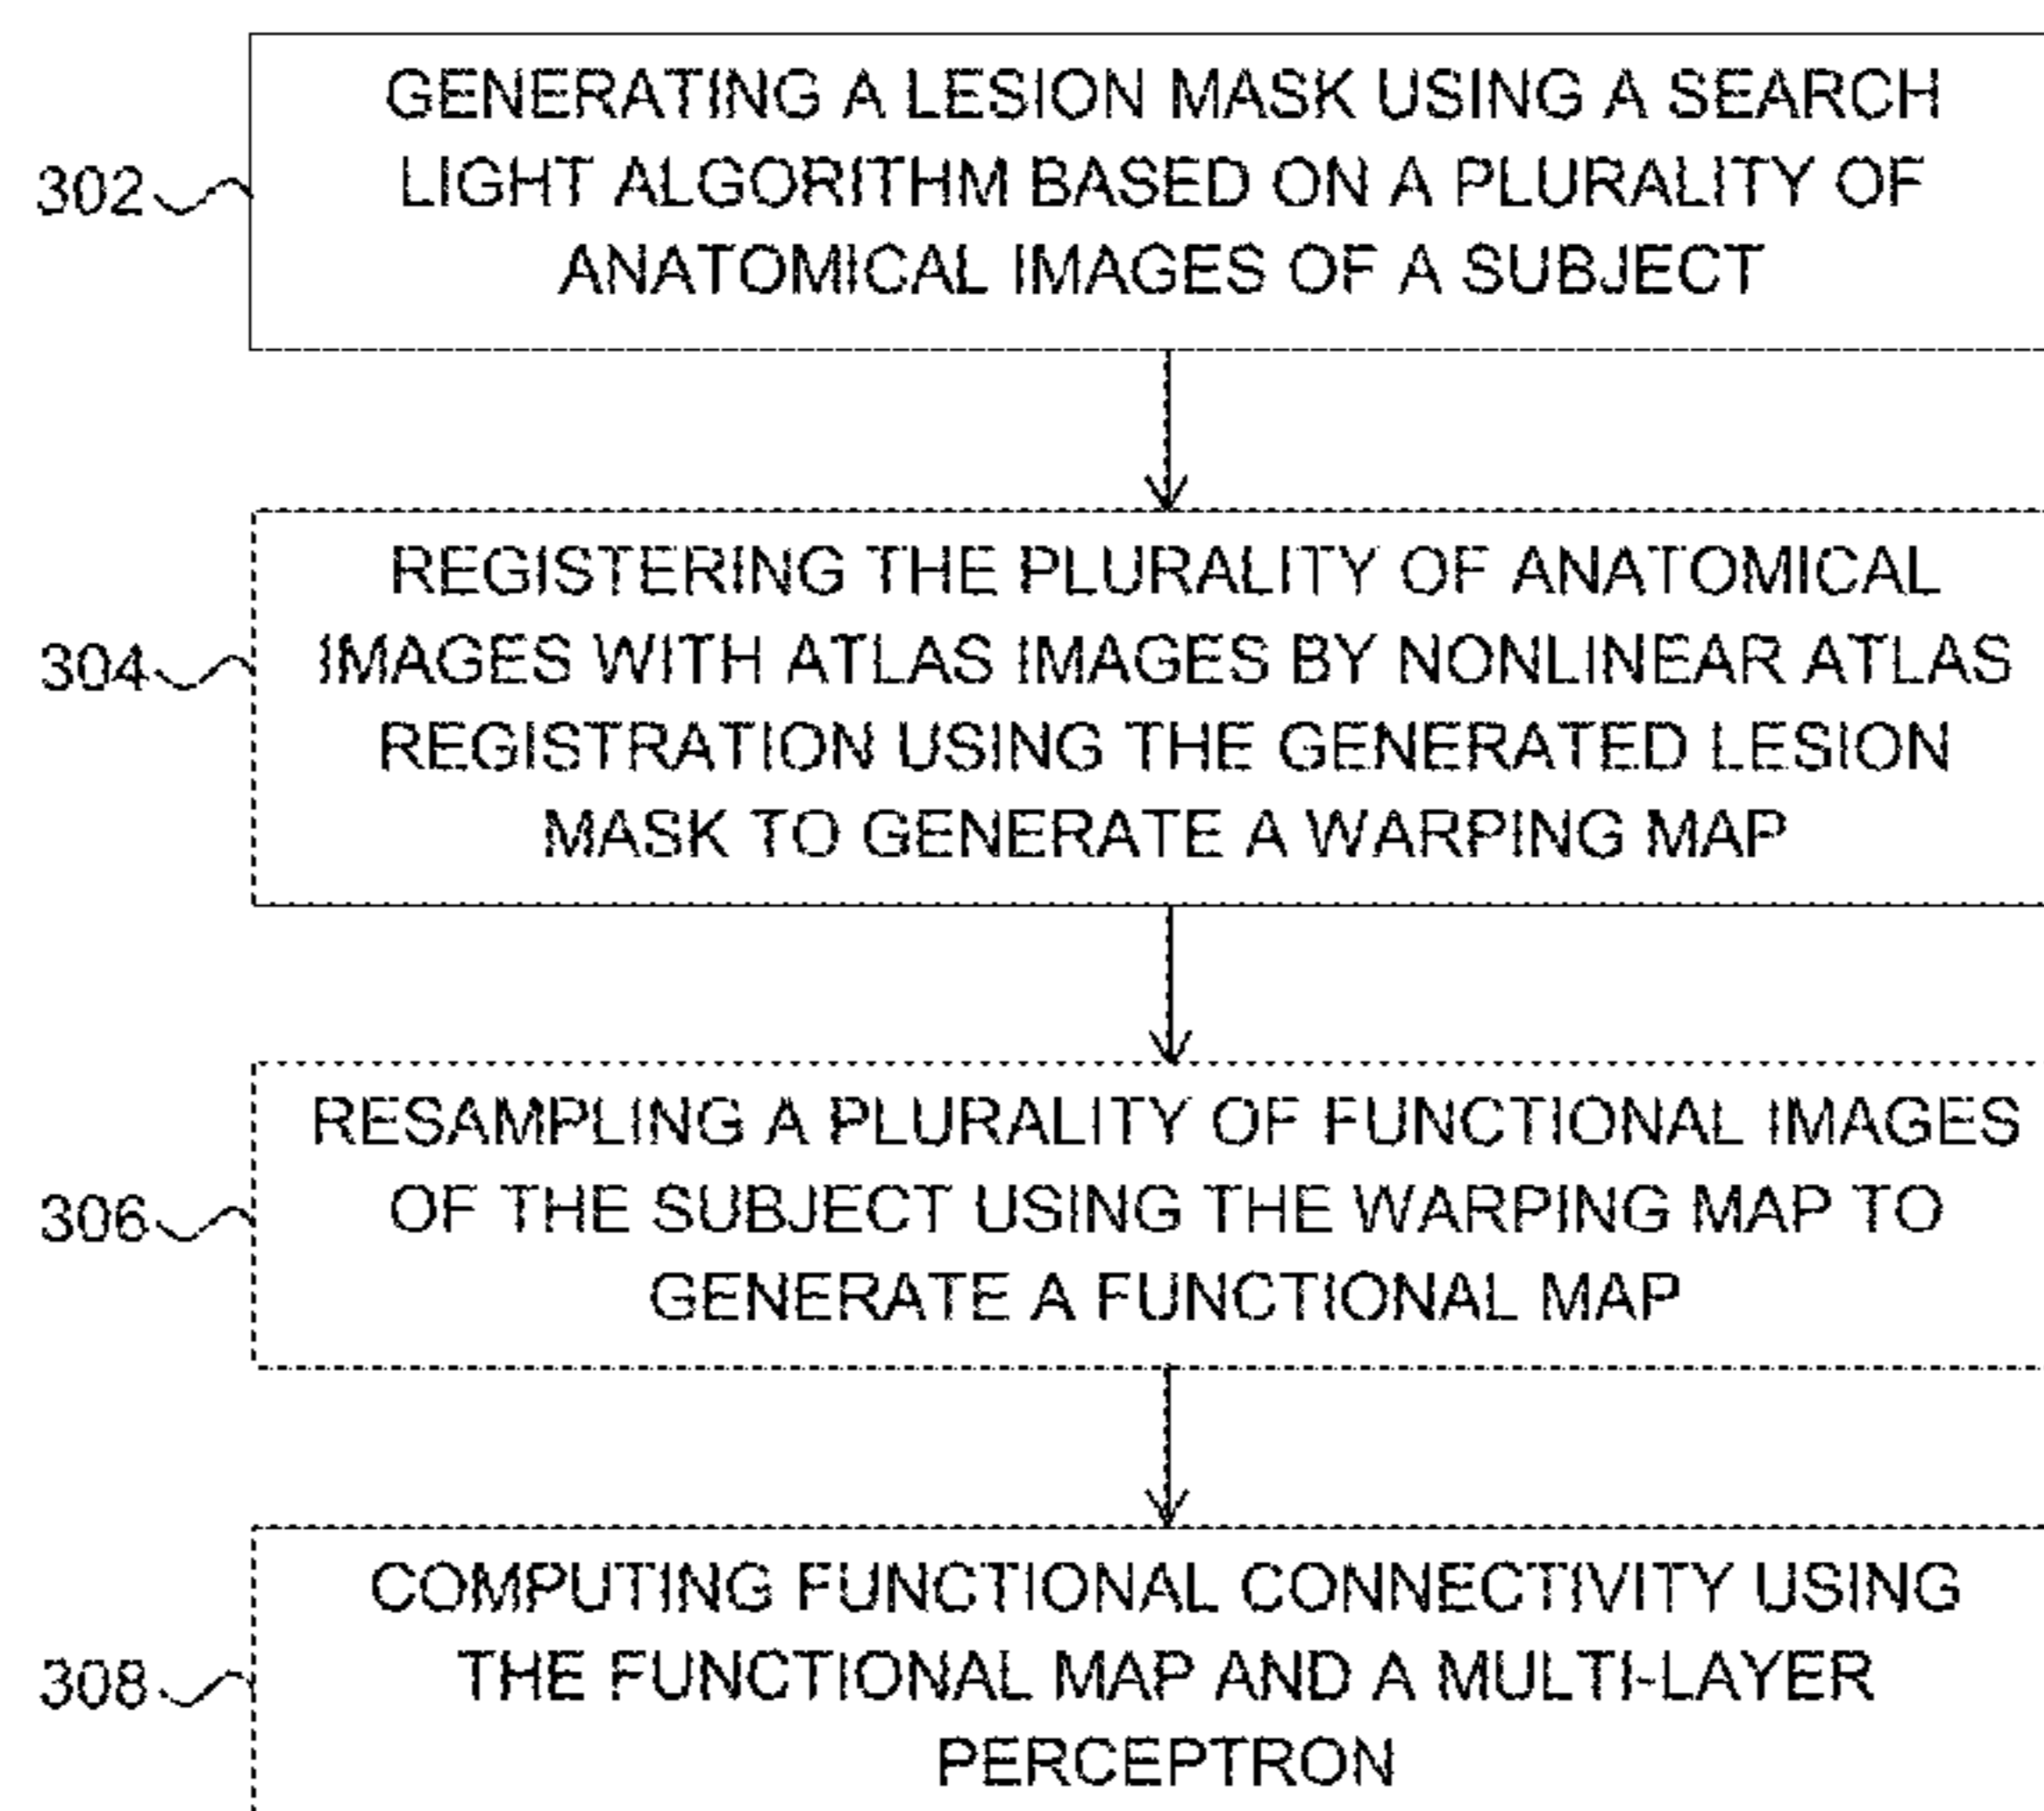 GENERATING A LESION MASK USING A SEARCH
LIGHT ALGORITHM BASED ON A PLURALITY OF
ANATOMICAL IMAGES OF A SUBJECT
302
REGISTERING THE PLURALITY OF ANATOMICAL
IMAGES WITH ATLAS IMAGES BY NONLINEAR ATLAS
REGISTRATION USING THE GENERATED LESION
MASK TO GENERATE A WARPING MAP
304
RESAMPLING A PLURALITY OF FUNCTIONAL IMAGES
OF THE SUBJECT USING THE WARPING MAP TO
GENERATE A FUNCTIONAL MAP
306
COMPUTING FUNCTIONAL CONNECTIVITY USING
THE FUNCTIONAL MAP AND A MULTI-LAYER
PERCEPTRON
308